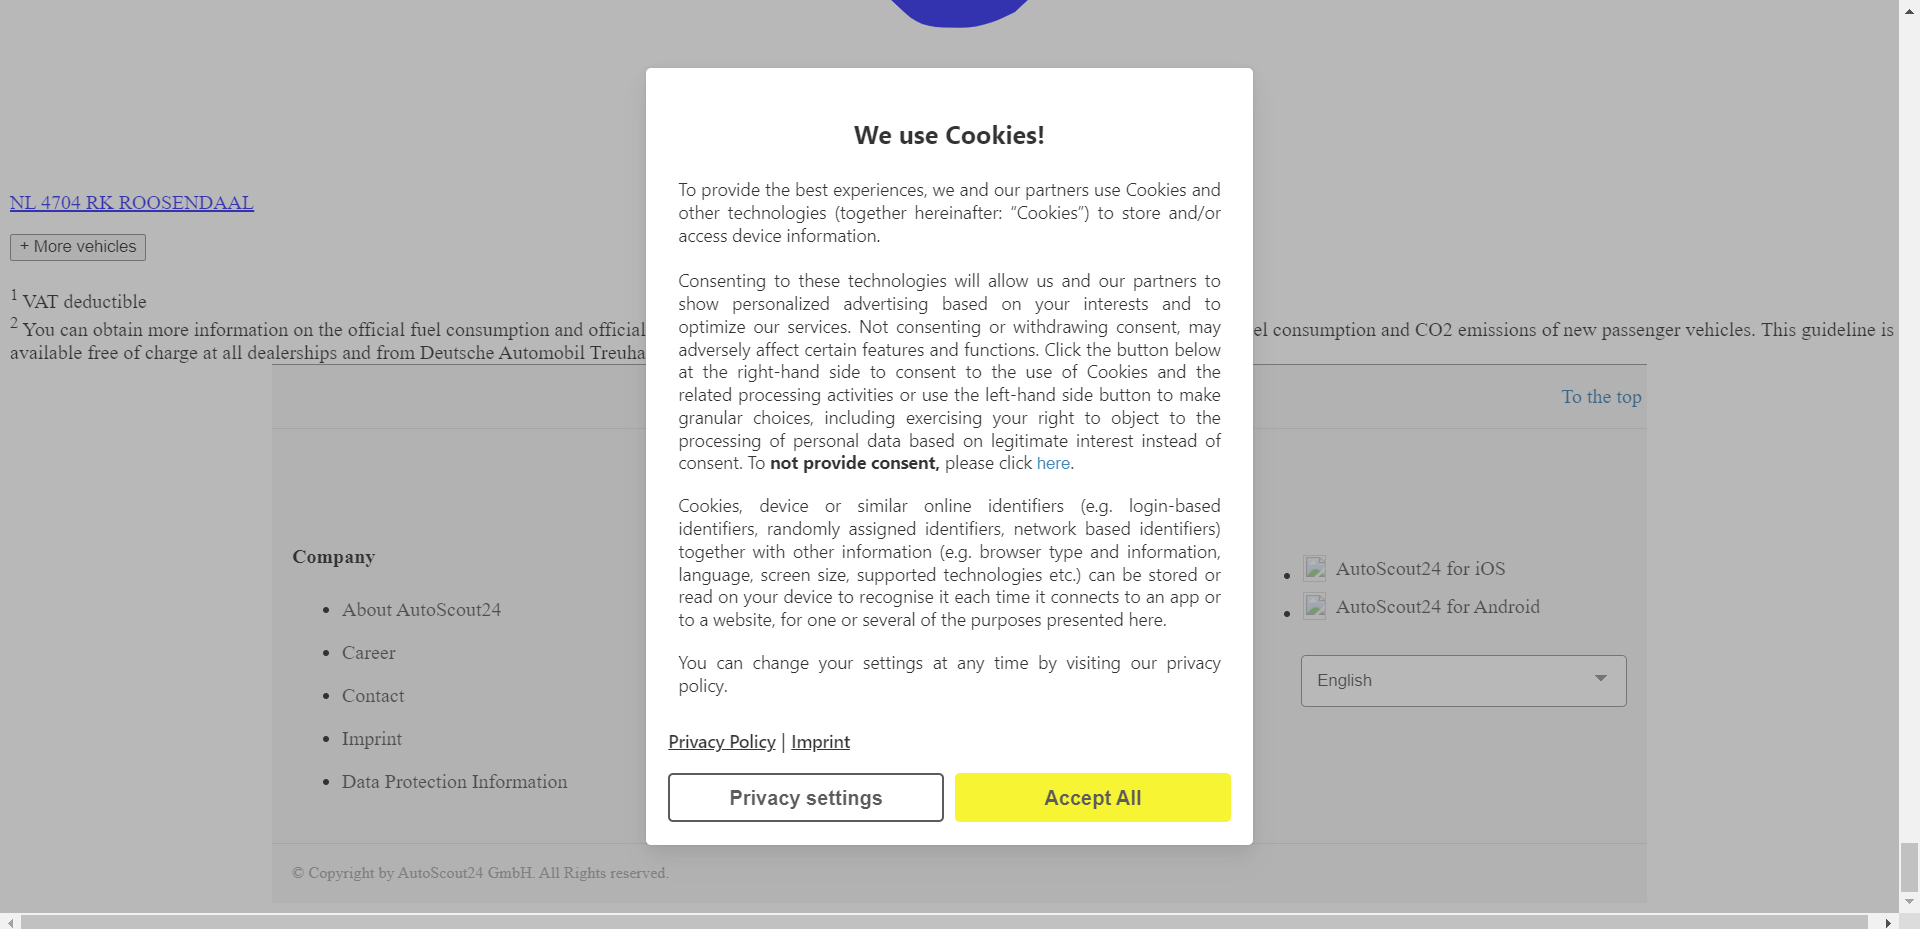 We use Cookies!
To provide the best experiences, we and our partners use Cookies and
other technologies (together hereinafter: “Cookies”) to store and/or
access device information.
Consenting to these technologies will allow us and our partners to
show personalized advertising based on your interests and to
optimize our services. Not consenting or withdrawing consent, may
adversely affect certain features and functions. Click the button below
at the right-hand side to consent to the use of Cookies and the
related processing activities or use the left-hand side button to make
granular choices, including exercising your right to object to the
processing of personal data based on legitimate interest instead of
consent. To not provide consent, please click here.
Cookies, device or similar online identifiers (e.g. login-based
identifiers, randomly assigned identifiers, network based identifiers)
together with other information (e.g. browser type and information,
language, screen size, supported technologies etc.) can be stored or
read on your device to recognise it each time it connects to an app or
to a website, for one or several of the purposes presented here.
You can change your settings at any time by visiting our privacy
policy.
Privacy Policy | Imprint
Privacy settings
Accept All
NL 4704 RK ROOSENDAAL
+ More vehicles
1 VAT deductible
2 You can obtain more information on the official fuel consumption and official
el consumption and CO2 emissions of new passenger vehicles. This guideline is
available free of charge at all dealerships and from Deutsche Automobil Treuha
To the top
Company
About AutoScout24
Career
Contact
Imprint
Data Protection Information
AutoScout24 for iOS
AutoScout24 for Android
English
© Copyright by AutoScout24 GmbH. All Rights reserved.